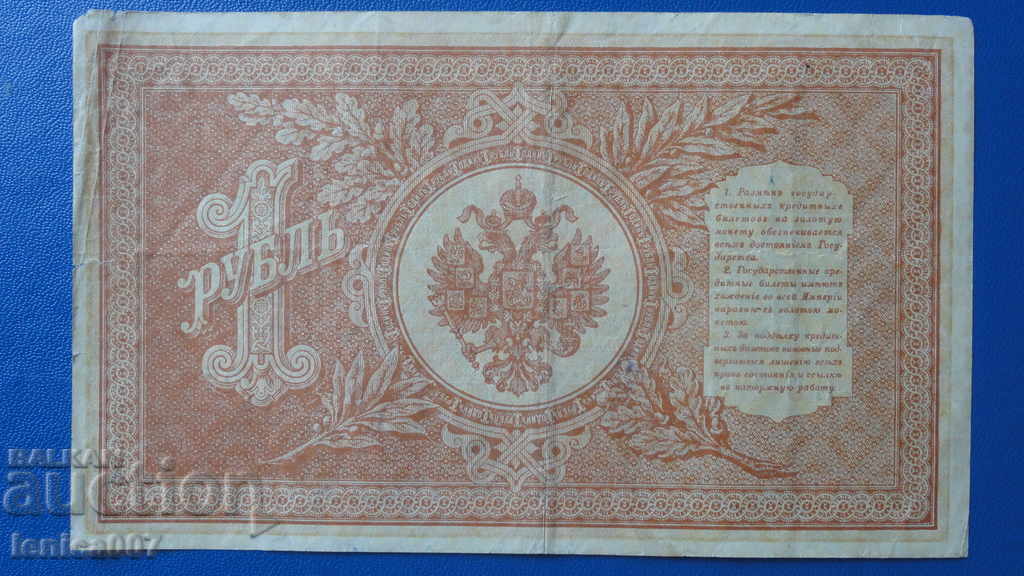 1
РУБЛЬ
1. Размѣнъ государ-
ственныхъ кредитныхъ
билетовъ на золотую
монету обезпечивается
всѣмъ достояніемъ Госу-
дарства.
2. Государственные кре-
дитные билеты имѣютъ
хожденіе во всей Имперіи
наравнѣ съ золотою мо-
нетою.
3. За поддѣлку кредит-
ныхъ билетовъ виновные под-
вергаются лишенію всѣхъ
правъ состоянія и ссылкѣ
въ каторжную работу
BALKAN
auction
lenica007